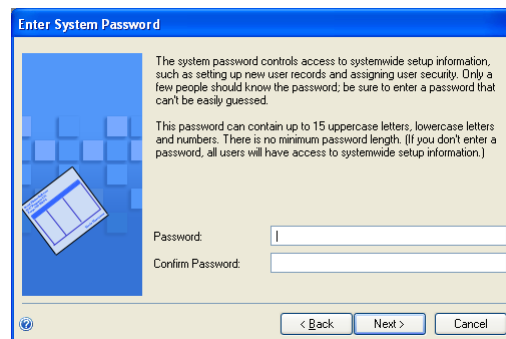 Enter System Password
The system password controls access to systemwide setup information,
such as setting up new user records and assigning user security. Only a
few people should know the password; be sure to enter a password that
can't be easily guessed.
This password can contain up to 15 uppercase letters, lowercase letters
and numbers. There is no minimum password length. (If you don't enter a
password, all users will have access to systemwide setup information.)
Password:
Confirm Password:
< Back Next > Cancel